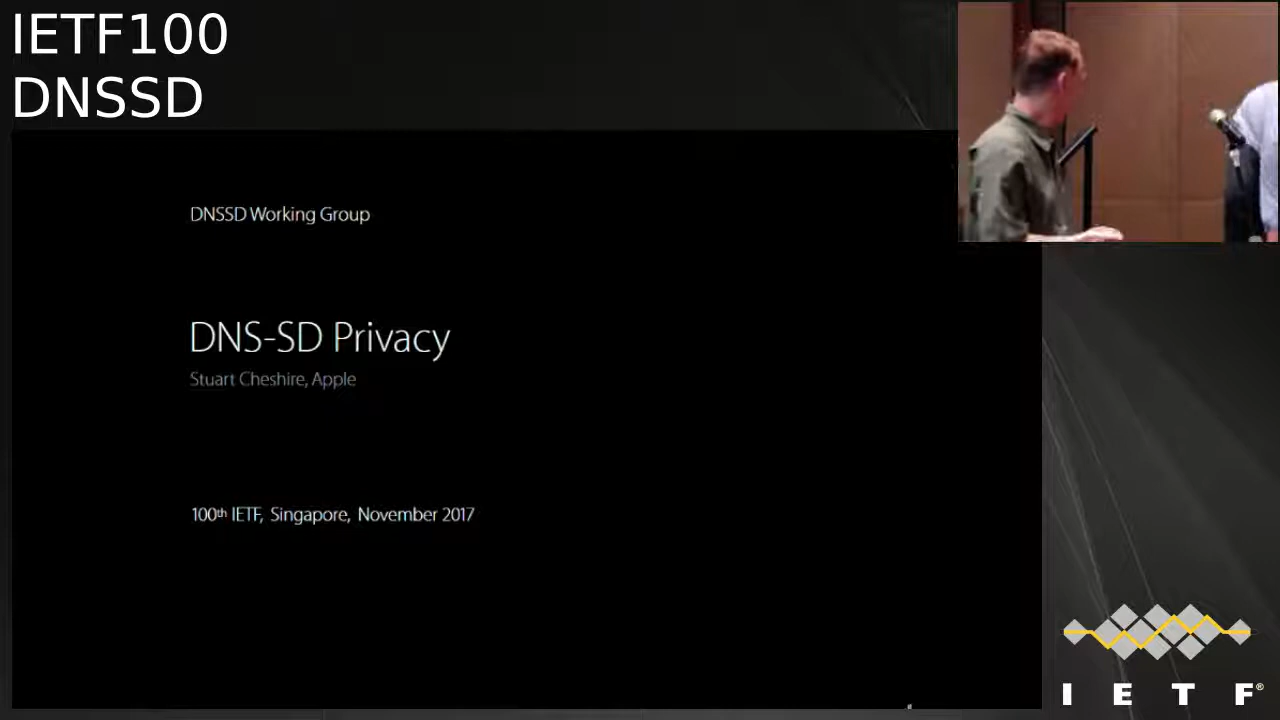 IETF100
DNSSD
DNSSD Working Group
DNS-SD Privacy
Stuart Cheshire, Apple
100th IETF, Singapore, November 2017
I E T F®